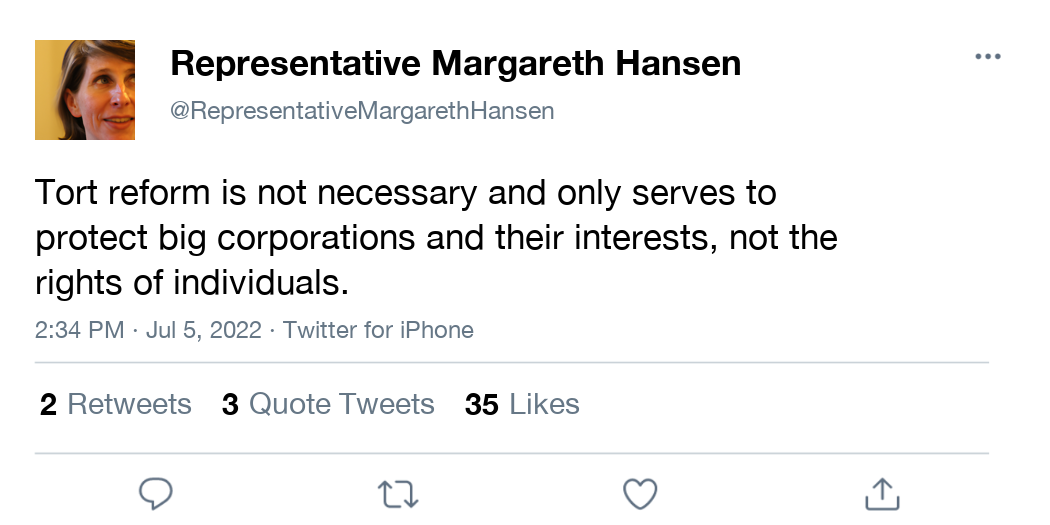 Representative Margareth Hansen
@RepresentativeMargarethHansen
Tort reform is not necessary and only serves to
protect big corporations and their interests, not the
rights of individuals.
2:34 PM · Jul 5, 2022 · Twitter for iPhone
2 Retweets 3 Quote Tweets 35 Likes